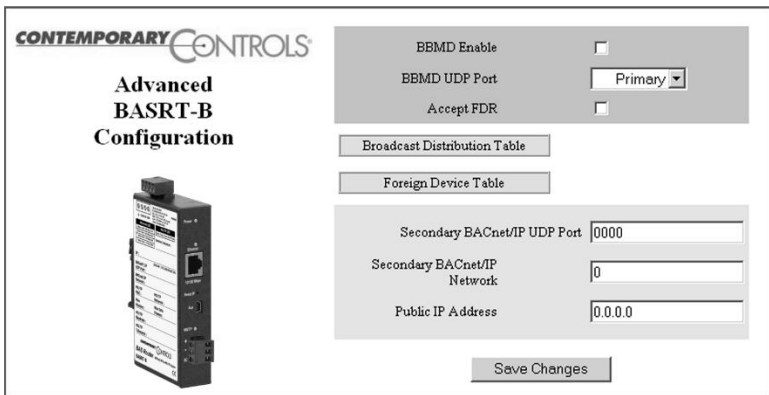 CONTEMPORARY CONTROLS
Advanced
BASRT-B
Configuration
BBMD Enable
BBMD UDP Port
Primary
Accept FDR
Broadcast Distribution Table
Foreign Device Table
Secondary BACnet/IP UDP Port
0000
Secondary BACnet/IP
Network
0
Public IP Address
0.0.0.0
Save Changes